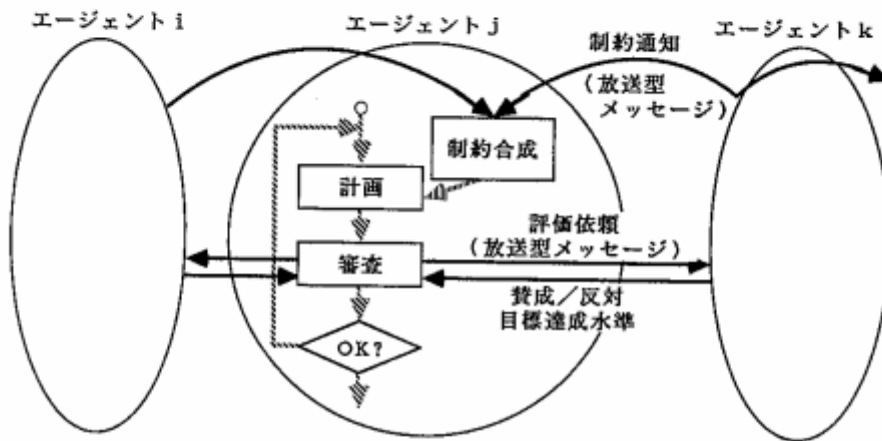 エージェントi
エージェントj
エージェントk
制約通知
(放送型
メッセージ)
制約合成
計画
評価依頼
(放送型メッセージ)
審査
賛成/反対
目標達成水準
OK?